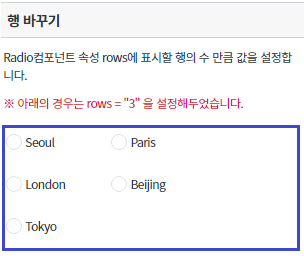 행 바꾸기
Radio컴포넌트 속성 rows에 표시할 행의 수 만큼 값을 설정합
니다.
※ 아래의 경우는 rows = "3" 을 설정해두었습니다.
Seoul Paris
London Beijing
Tokyo